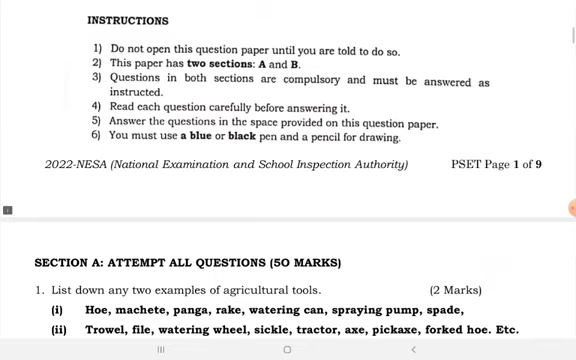 INSTRUCTIONS
1) Do not open this question paper until you are told to do so.
2) This paper has two sections: A and B.
3) Questions in both sections are compulsory and must be answered as
instructed.
4) Read each question carefully before answering it.
5) Answer the questions in the space provided on this question paper.
6) You must use a blue or black pen and a pencil for drawing.
2022-NESA (National Examination and School Inspection Authority) PSET Page 1 of 9
SECTION A: ATTEMPT ALL QUESTIONS (50 MARKS)
1. List down any two examples of agricultural tools. (2 Marks)
(i) Hoe, machete, panga, rake, watering can, spraying pump, spade,
(ii) Trowel, file, watering wheel, sickle, tractor, axe, pickaxe, forked hoe. Etc.